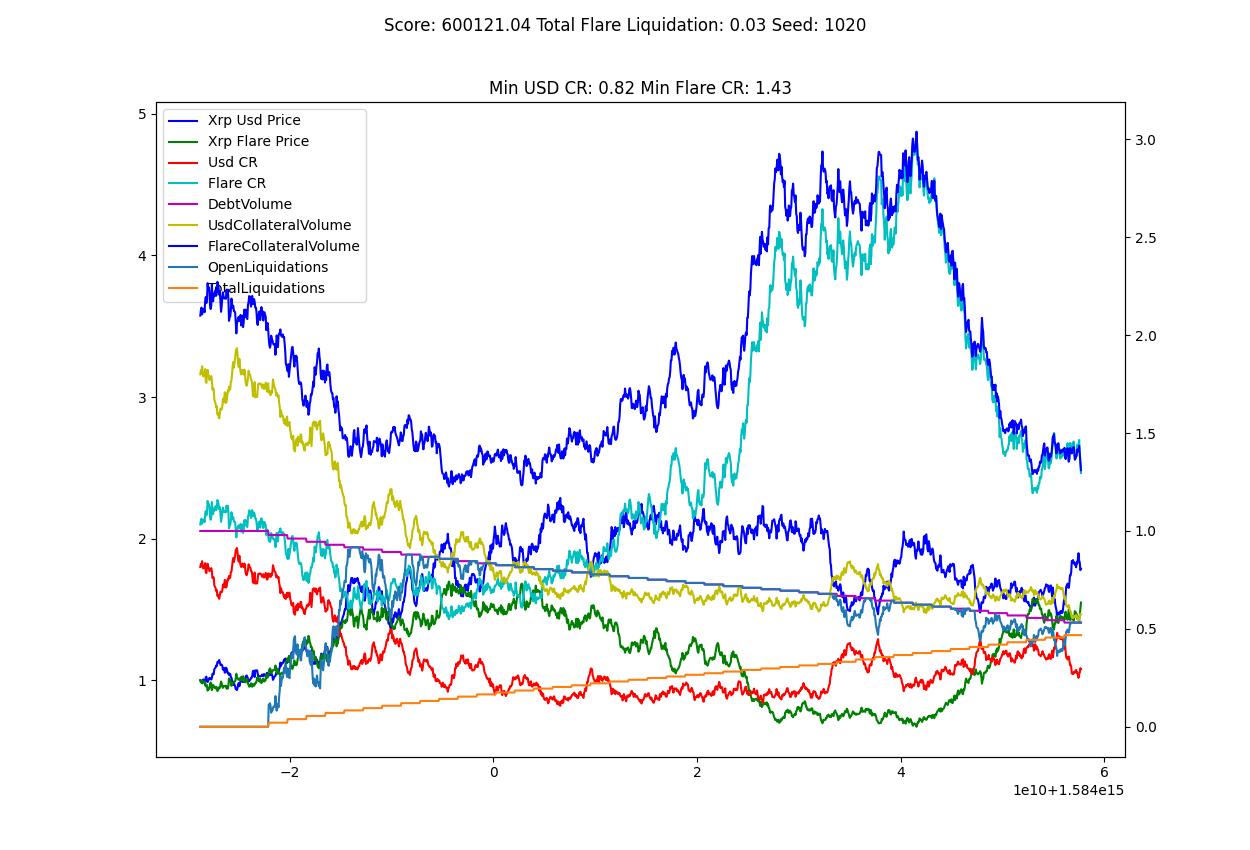 Score: 600121.04 Total Flare Liquidation: 0.03 Seed: 1020
Min USD CR: 0.82 Min Flare CR: 1.43
Xrp Usd Price
Xrp Flare Price
Usd CR
Flare CR
DebtVolume
UsdCollateralVolume
FlareCollateralVolume
OpenLiquidations
TotalLiquidations
5
4
3
2
1
3.0
2.5
2.0
1.5
1.0
0.5
0.0
−2
0
2
4
6
1e10+1.584e15